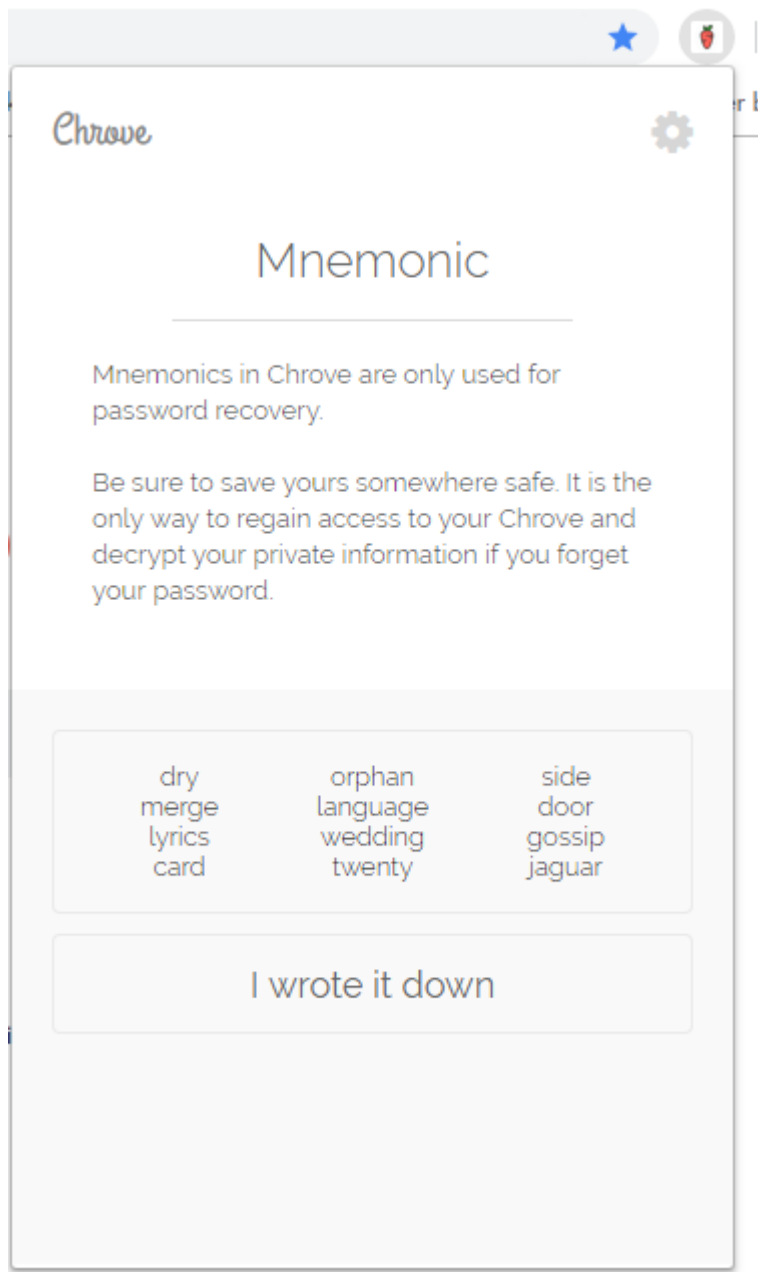 Chrove
Mnemonic
Mnemonics in Chrove are only used for
password recovery.
Be sure to save yours somewhere safe. It is the
only way to regain access to your Chrove and
decrypt your private information if you forget
your password.
dry orphan side
merge language door
lyrics wedding gossip
card twenty jaguar
I wrote it down